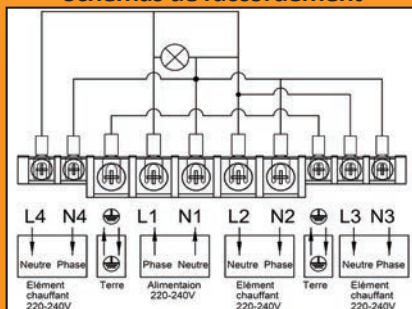 Schémas de raccordement
L4 N4 L1 N1 L2 N2 L3 N3
Neutre Phase Phase Neutre Neutre Phase Neutre Phase
Elément chauffant 220-240V
Terre
Alimentaion 220-240V
Elément chauffant 220-240V
Terre
Elément chauffant 220-240V